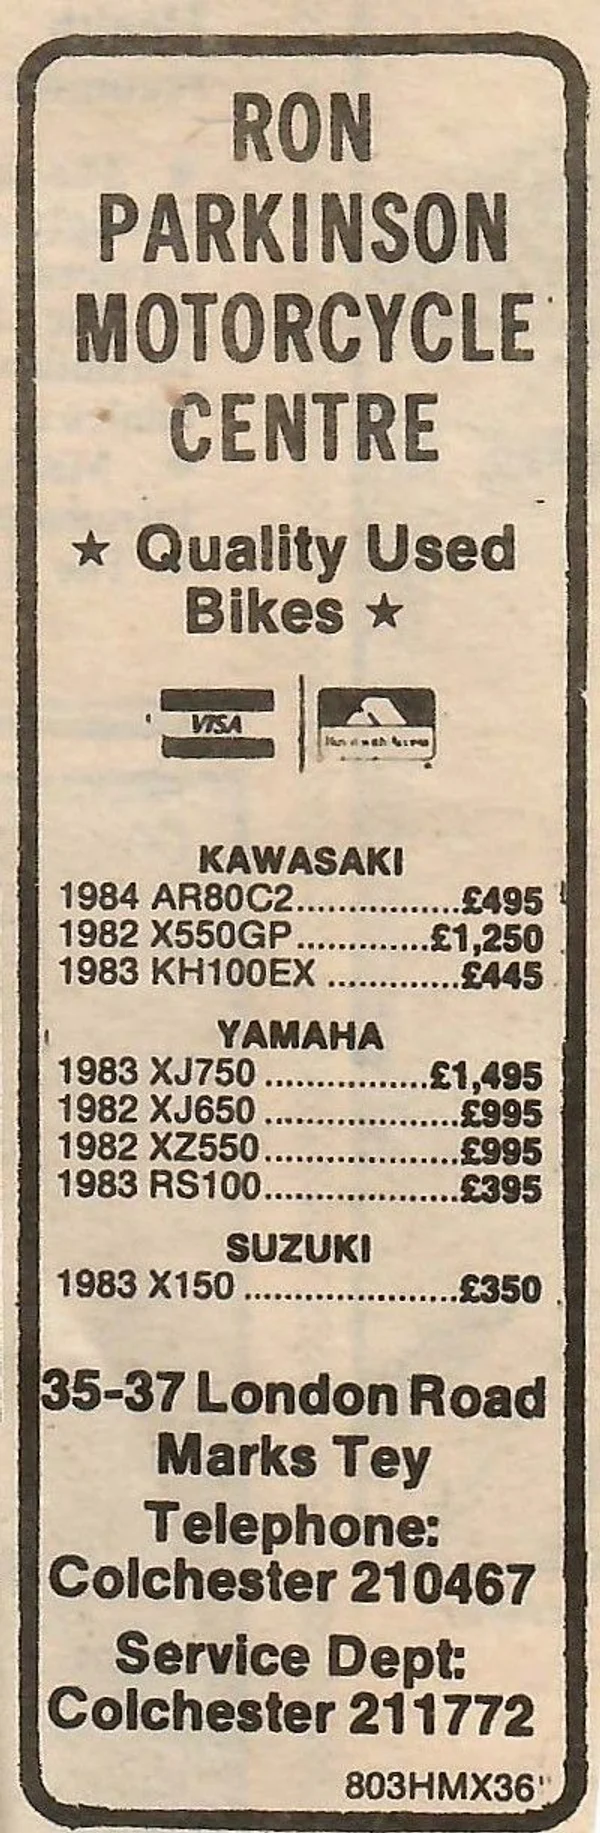 RON
PARKINSON
MOTORCYCLE
CENTRE
★ Quality Used
Bikes ★
VISA
KAWASAKI
1984 AR80C2................£495
1982 X550GP.............£1,250
1983 KH100EX .............£445
YAMAHA
1983 XJ750 ................£1,495
1982 XJ650 ...................£995
1982 XZ550...................£995
1983 RS100...................£395
SUZUKI
1983 X150 .....................£350
35-37 London Road
Marks Tey
Telephone:
Colchester 210467
Service Dept:
Colchester 211772
803HMX36